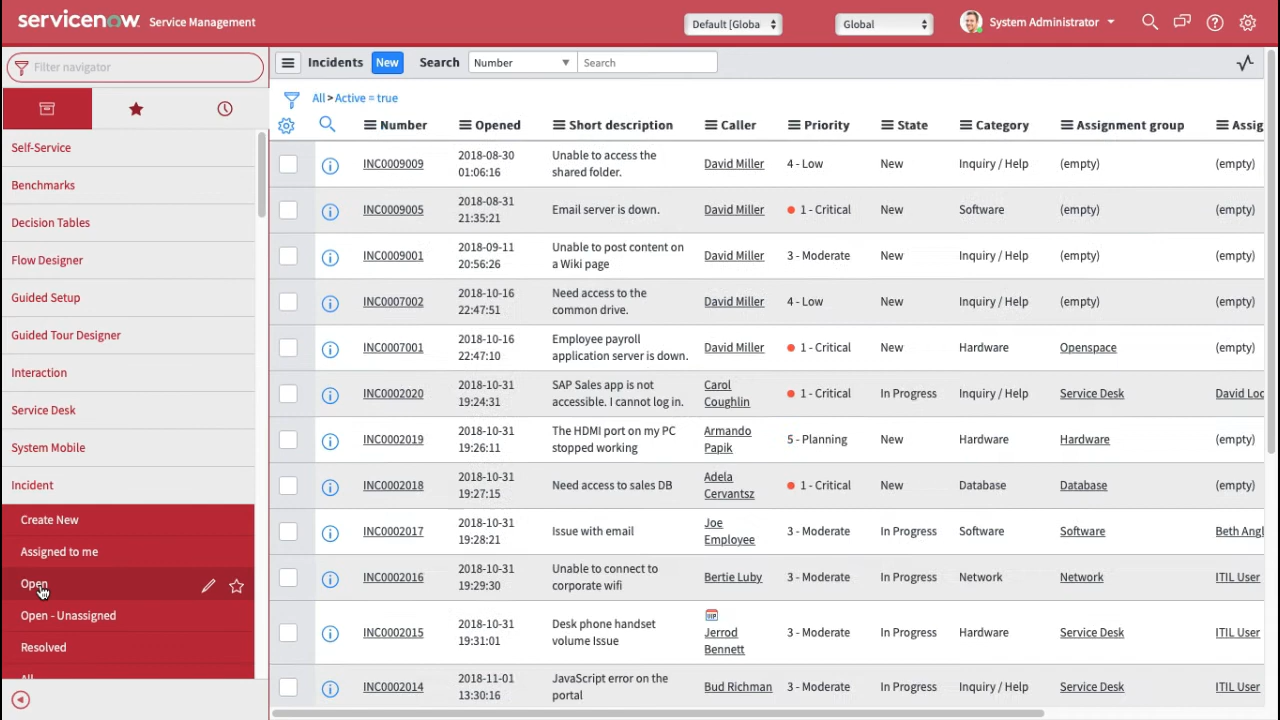 servicenow Service Management
Default [Globa
Global
System Administrator
Filter navigator
Self-Service
Benchmarks
Decision Tables
Flow Designer
Guided Setup
Guided Tour Designer
Interaction
Service Desk
System Mobile
Incident
Create New
Assigned to me
Open
Open - Unassigned
Resolved
Incidents New Search Number Search
All > Active = true
Number Opened Short description Caller Priority State Category Assignment group Assig
INC0009009 2018-08-30 01:06:16 Unable to access the shared folder. David Miller 4 - Low New Inquiry / Help (empty) (empty)
INC0009005 2018-08-31 21:35:21 Email server is down. David Miller 1 - Critical New Software (empty) (empty)
INC0009001 2018-09-11 20:56:26 Unable to post content on a Wiki page David Miller 3 - Moderate New Inquiry / Help (empty) (empty)
INC0007002 2018-10-16 22:47:51 Need access to the common drive. David Miller 4 - Low New Inquiry / Help (empty) (empty)
INC0007001 2018-10-16 22:47:10 Employee payroll application server is down. David Miller 1 - Critical New Hardware Openspace (empty)
INC0002020 2018-10-31 19:24:31 SAP Sales app is not accessible. I cannot log in. Carol Coughlin 1 - Critical In Progress Inquiry / Help Service Desk David Loo
INC0002019 2018-10-31 19:26:11 The HDMI port on my PC stopped working Armando Papik 5 - Planning New Hardware Hardware (empty)
INC0002018 2018-10-31 19:27:15 Need access to sales DB Adela Cervantsz 1 - Critical New Database Database (empty)
INC0002017 2018-10-31 19:28:21 Issue with email Joe Employee 3 - Moderate In Progress Software Software Beth Angl
INC0002016 2018-10-31 19:29:30 Unable to connect to corporate wifi Bertie Luby 3 - Moderate In Progress Network Network ITIL User
INC0002015 2018-10-31 19:31:01 Desk phone handset volume Issue VIP Jerrod Bennett 3 - Moderate In Progress Hardware Service Desk ITIL User
INC0002014 2018-11-01 13:30:16 JavaScript error on the portal Bud Richman 3 - Moderate In Progress Inquiry / Help Service Desk ITIL User